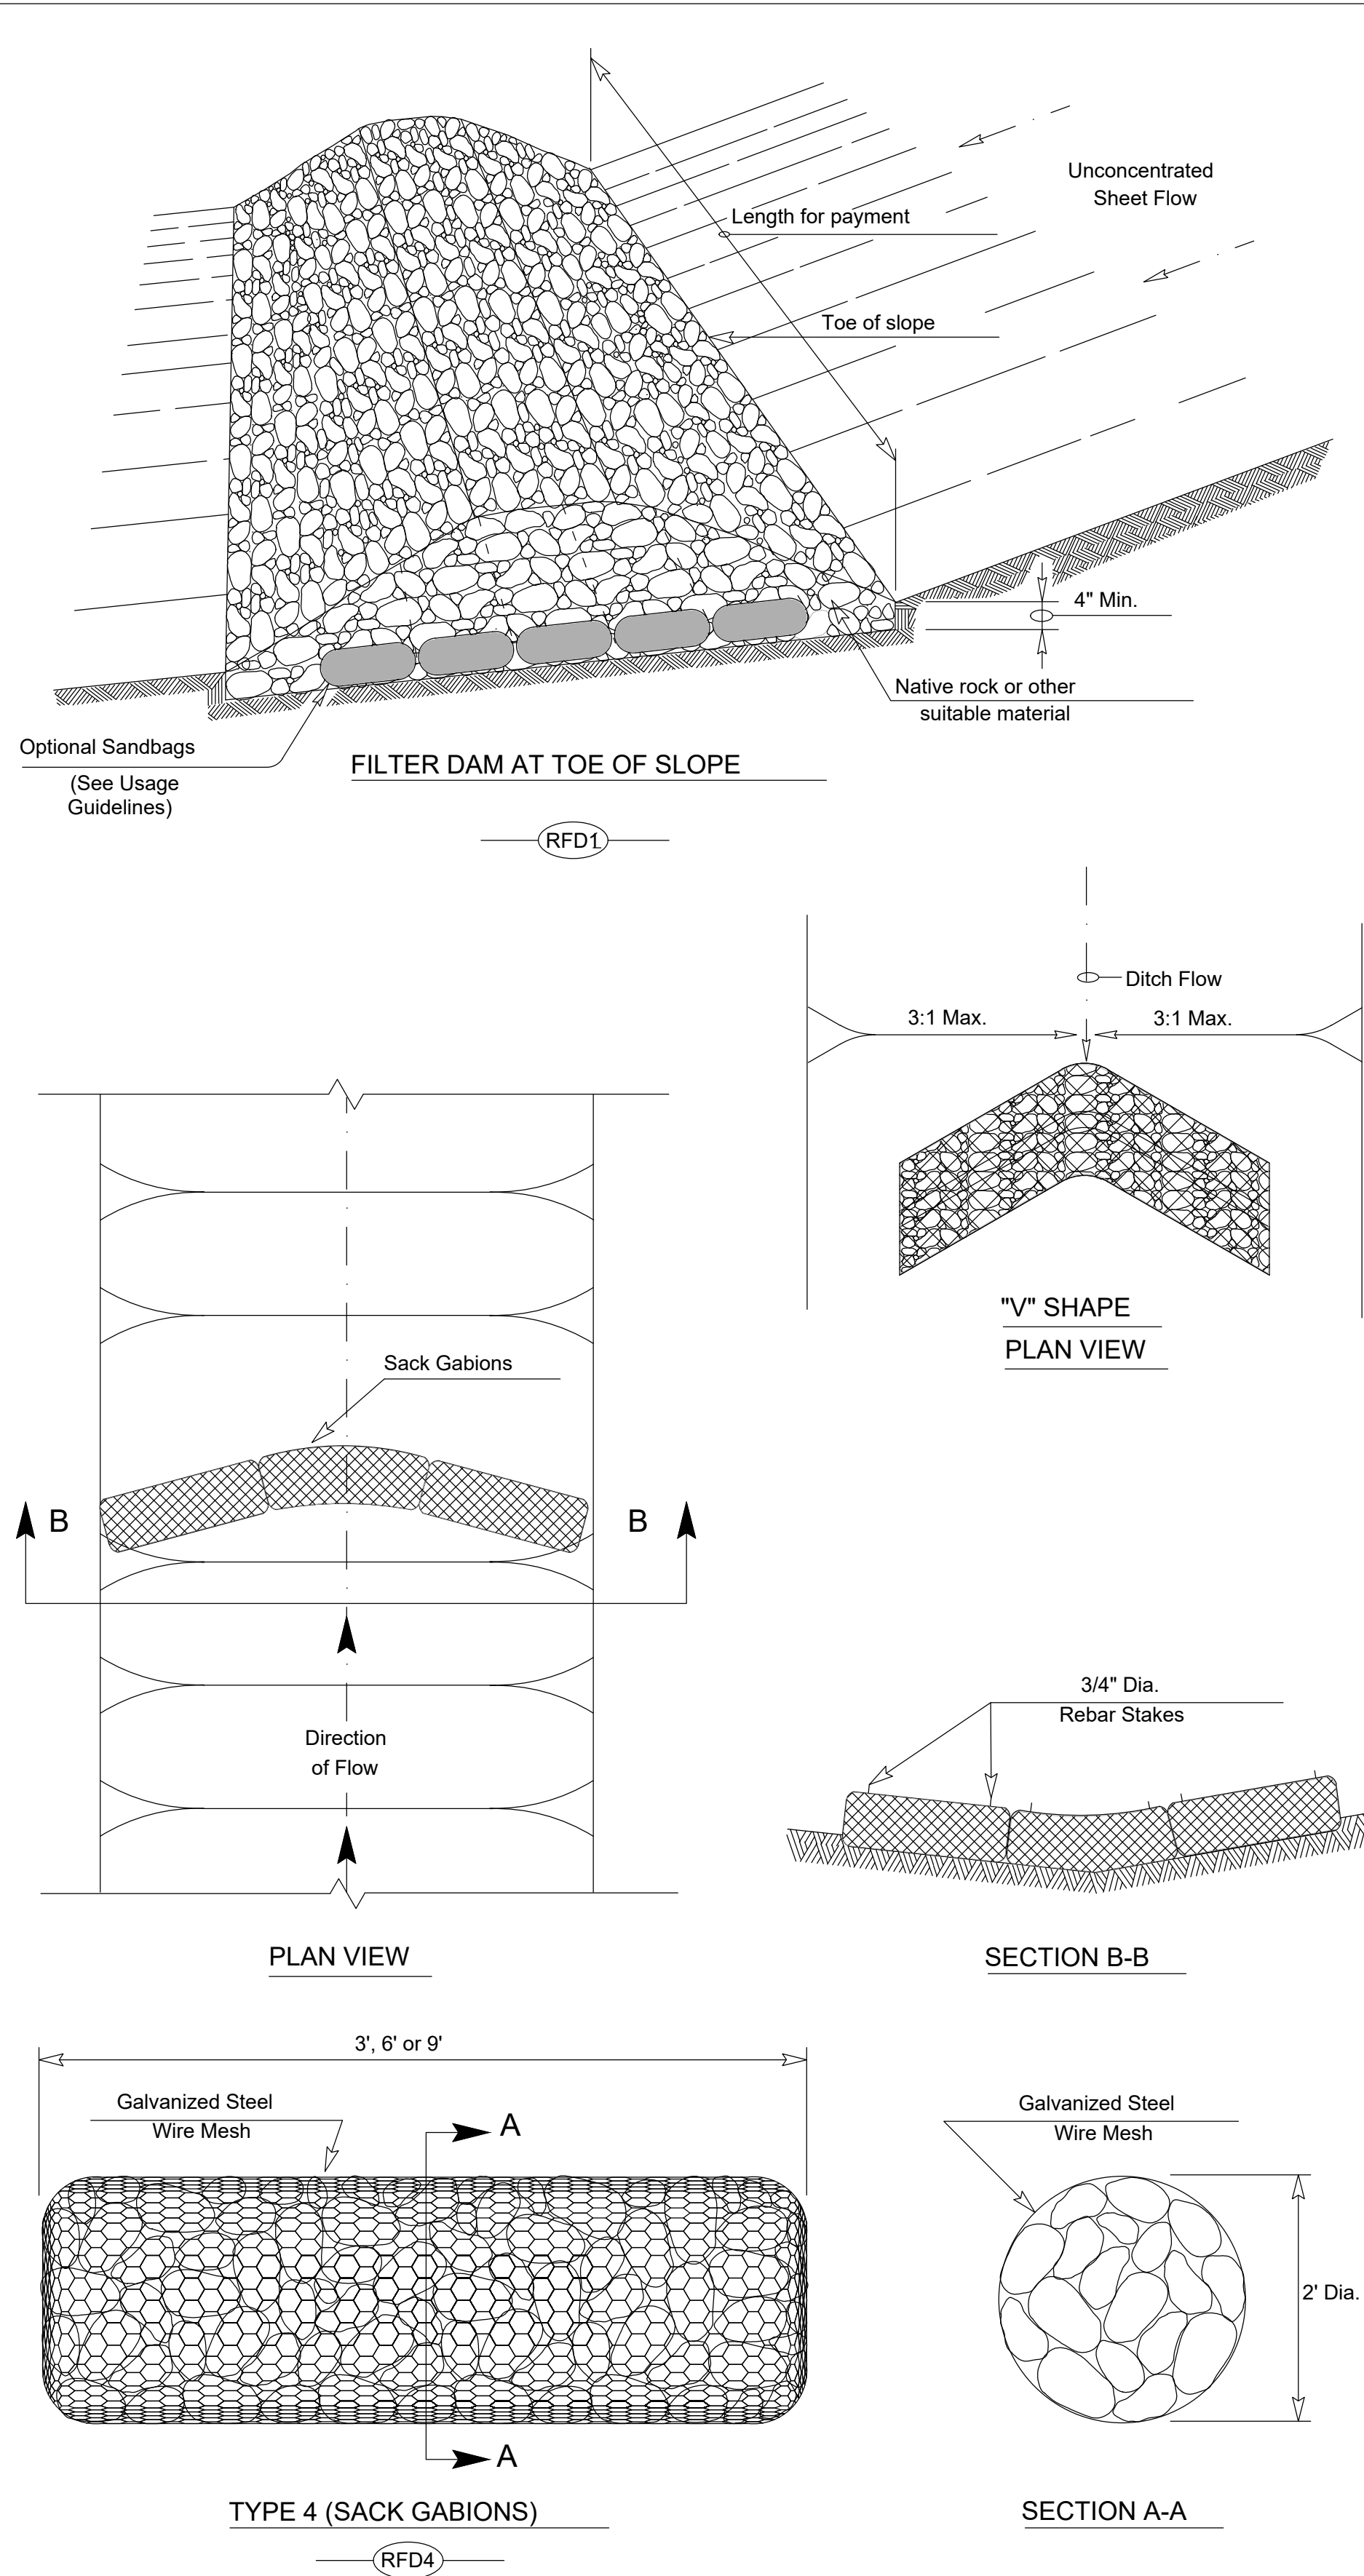 Unconcentrated
Sheet Flow
Length for payment
Toe of slope
4" Min.
Native rock or other
suitable material
Optional Sandbags
(See Usage
Guidelines)
FILTER DAM AT TOE OF SLOPE
RFD1
Ditch Flow
3:1 Max.
3:1 Max.
"V" SHAPE
PLAN VIEW
Sack Gabions
B
B
Direction
of Flow
PLAN VIEW
3/4" Dia.
Rebar Stakes
SECTION B-B
3', 6' or 9'
Galvanized Steel
Wire Mesh
A
A
TYPE 4 (SACK GABIONS)
RFD4
Galvanized Steel
Wire Mesh
2' Dia.
SECTION A-A